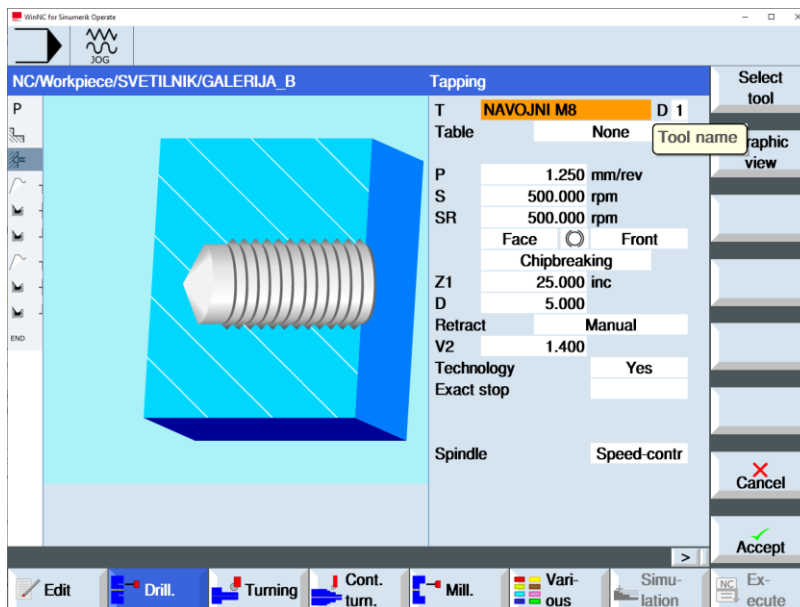 WinNC for Sinumerik Operate
JOG
NC/Workpiece/SVETILNIK/GALERIJA_B
Tapping
Select tool
P
T NAVOJNI M8 D 1
Table None
Tool name
raphic view
P 1.250 mm/rev
S 500.000 rpm
SR 500.000 rpm
Face Front
Chipbreaking
Z1 25.000 inc
D 5.000
Retract Manual
V2 1.400
Technology Yes
Exact stop
Spindle Speed-contr
END
Cancel
Accept
>
Edit
Drill.
Turning
Cont. turn.
Mill.
Vari- ous
Simu- lation
NC Ex- ecute